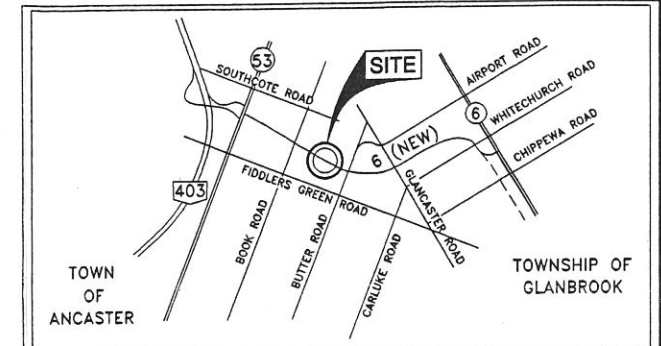 53
SITE
SOUTHCOTE ROAD
AIRPORT ROAD
6
WHITECHURCH ROAD
6 (NEW)
CHIPPEWA ROAD
403
FIDDLERS GREEN ROAD
GLANCASTER ROAD
BOOK ROAD
BUTTER ROAD
CARLUKE ROAD
TOWN
OF
ANCASTER
TOWNSHIP OF
GLANBROOK